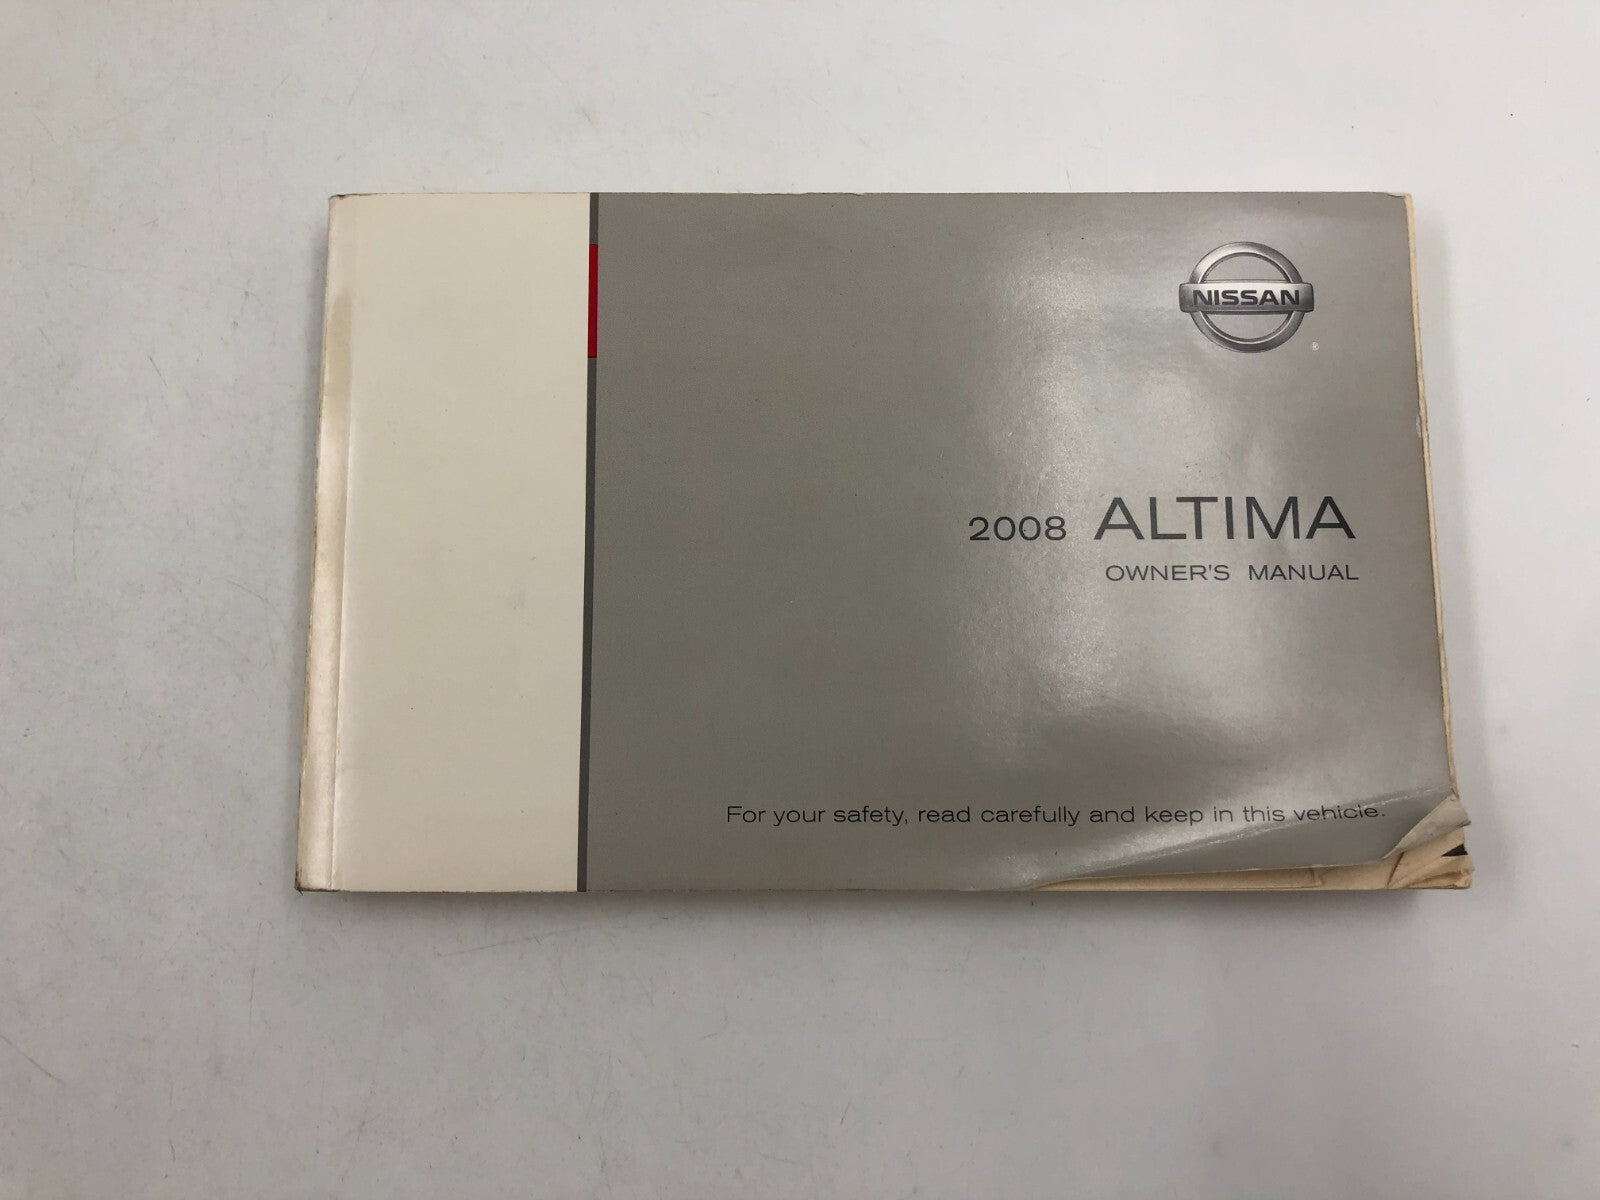 NISSAN
®
2008 ALTIMA
OWNER'S MANUAL
For your safety, read carefully and keep in this vehicle.